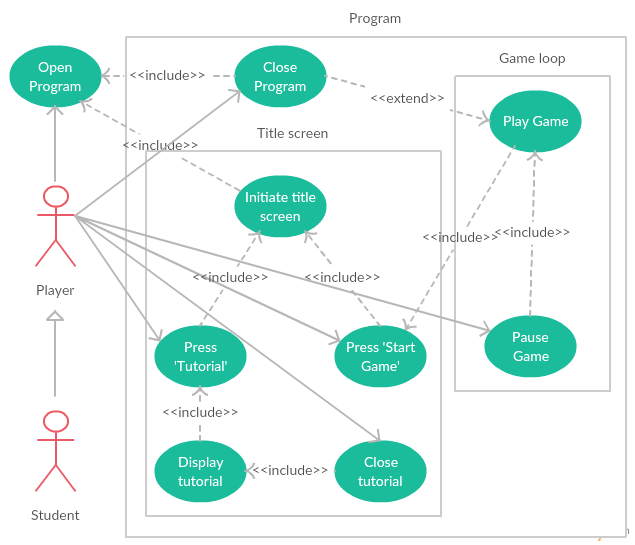 Program
Open
Program
<<include>>
Close
Program
Game loop
<<extend>>
Play Game
Title screen
<<include>>
Initiate title
screen
<<include>>
<<include>>
<<include>>
<<include>>
Player
Press
'Tutorial'
Press 'Start
Game'
Pause
Game
<<include>>
Display
tutorial
<<include>>
Close
tutorial
Student